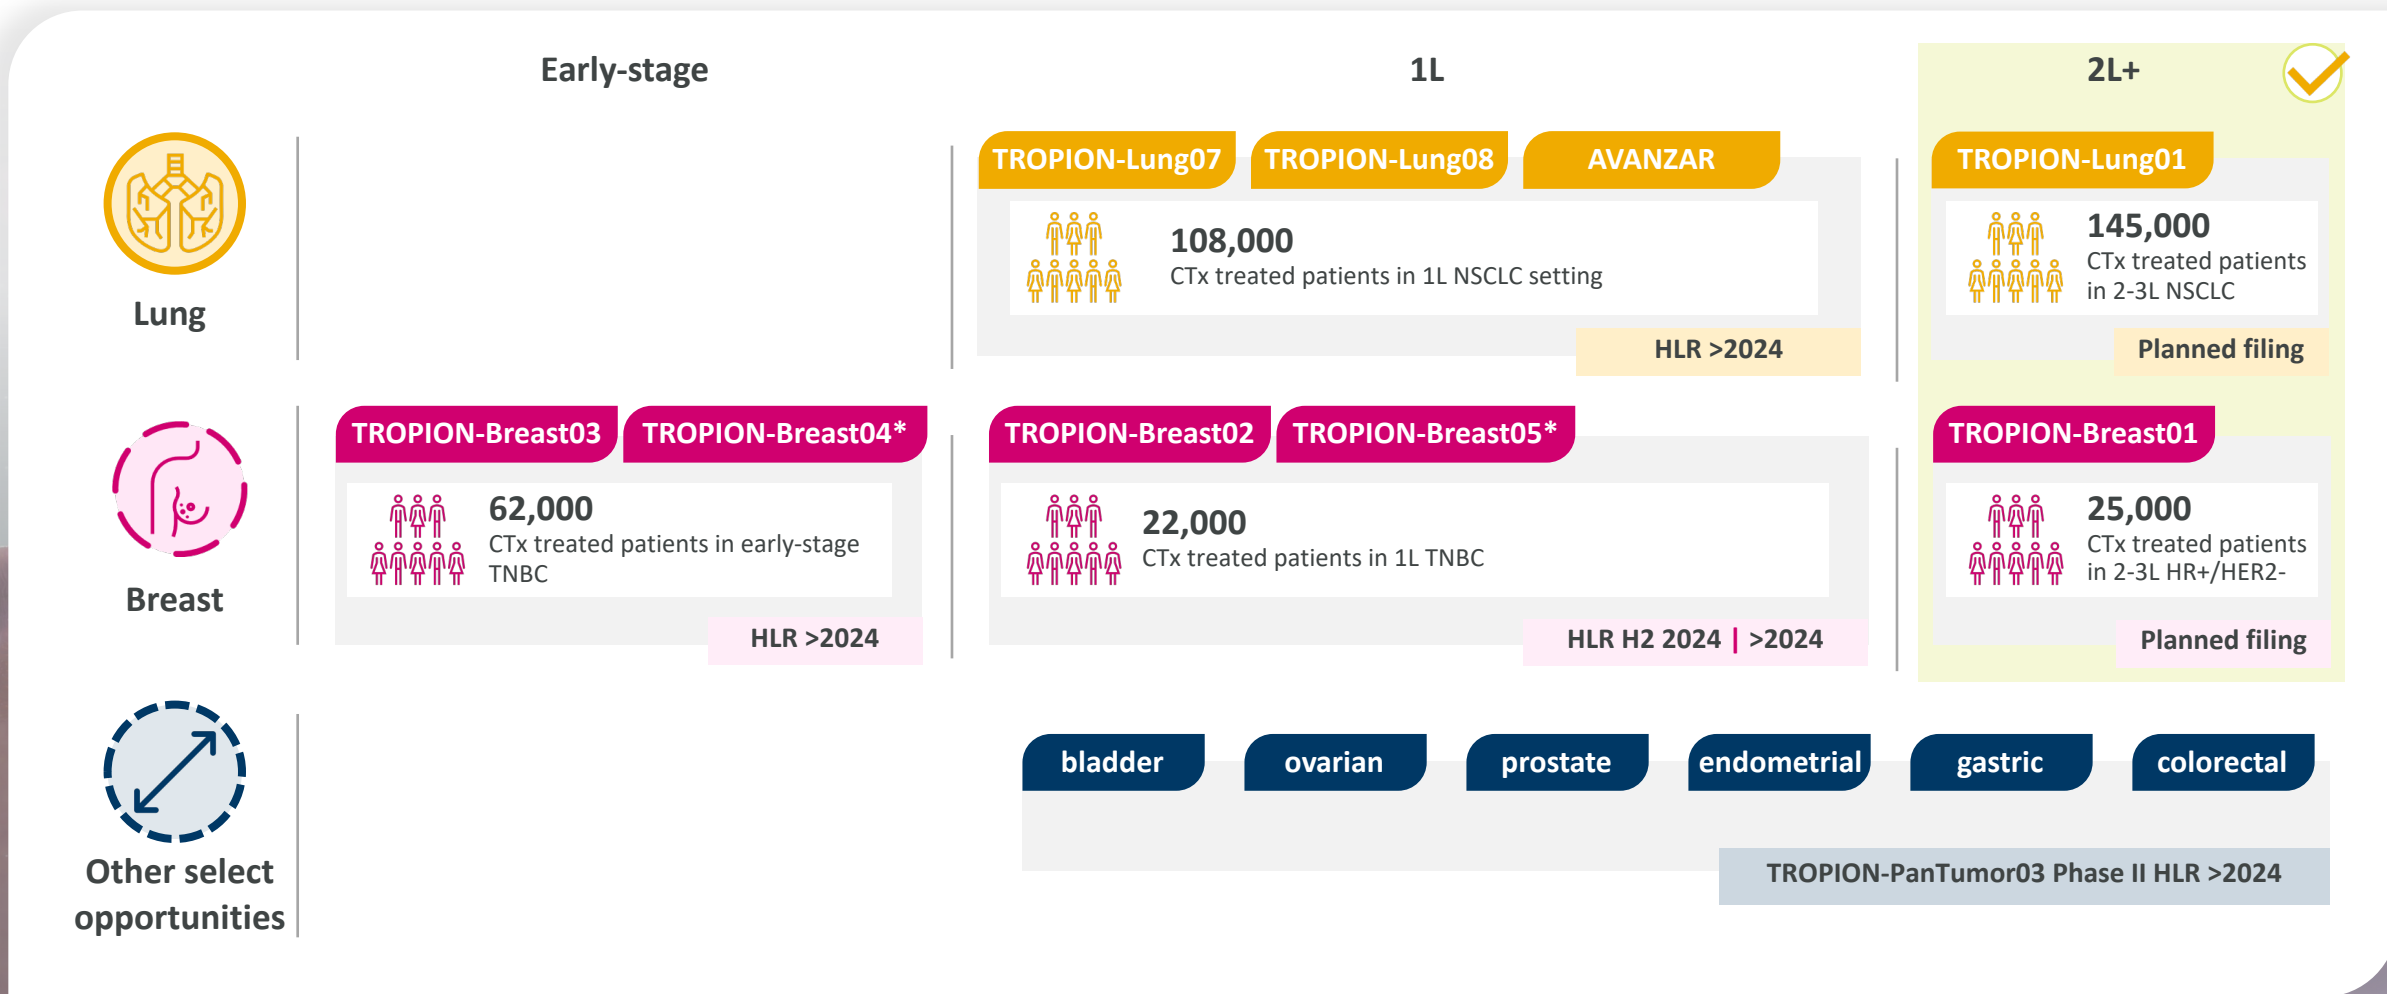 Early-stage
1L
2L+
Lung
TROPION-Lung07
TROPION-Lung08
AVANZAR
108,000
CTx treated patients in 1L NSCLC setting
HLR >2024
TROPION-Lung01
145,000
CTx treated patients
in 2-3L NSCLC
Planned filing
Breast
TROPION-Breast03
TROPION-Breast04*
62,000
CTx treated patients in early-stage
TNBC
HLR >2024
TROPION-Breast02
TROPION-Breast05*
22,000
CTx treated patients in 1L TNBC
HLR H2 2024 | >2024
TROPION-Breast01
25,000
CTx treated patients
in 2-3L HR+/HER2-
Planned filing
Other select
opportunities
bladder
ovarian
prostate
endometrial
gastric
colorectal
TROPION-PanTumor03 Phase II HLR >2024